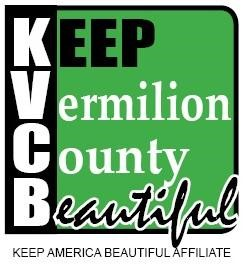 KEEP
Vermilion
County
Beautiful
KEEP AMERICA BEAUTIFUL AFFILIATE